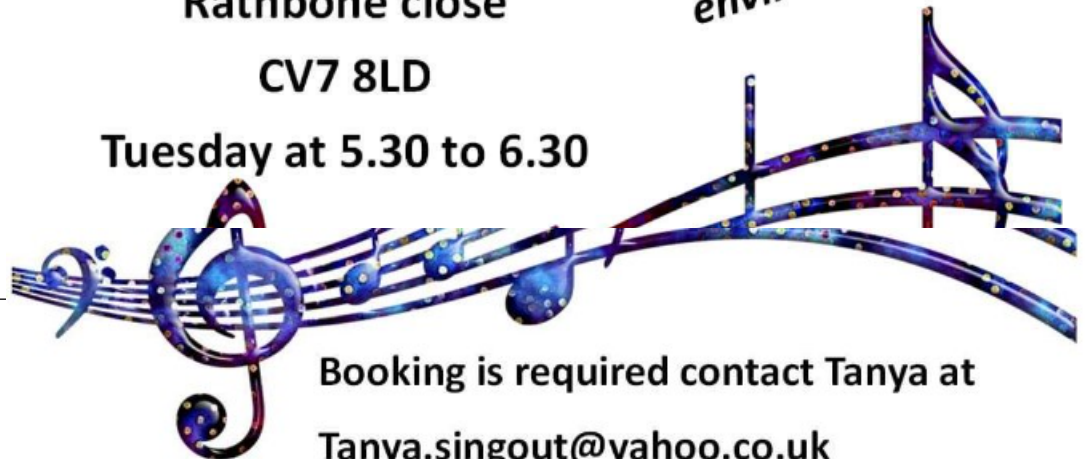 Rathbone close
CV7 8LD
Tuesday at 5.30 to 6.30
Booking is required contact Tanya at
Tanya.singout@yahoo.co.uk